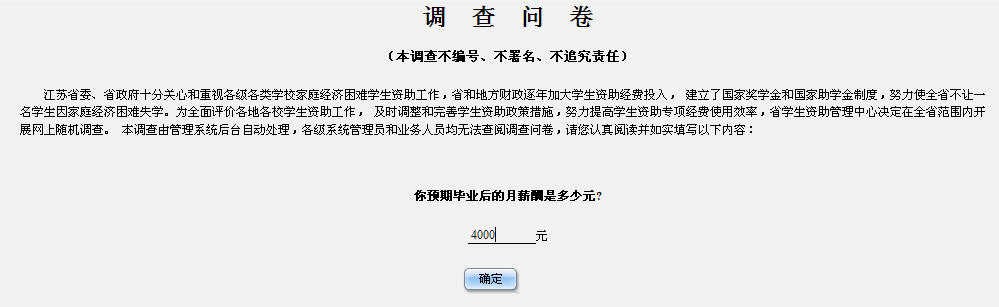 调 查 问 卷
（本调查不编号、不署名、不追究责任）
江苏省委、省政府十分关心和重视各级各类学校家庭经济困难学生资助工作，省和地方财政逐年加大学生资助经费投入， 建立了国家奖学金和国家助学金制度，努力使全省不让一
名学生因家庭经济困难失学。为全面评价各地各校学生资助工作， 及时调整和完善学生资助政策措施，努力提高学生资助专项经费使用效率，省学生资助管理中心决定在全省范围内开
展网上随机调查。 本调查由管理系统后台自动处理，各级系统管理员和业务人员均无法查阅调查问卷，请您认真阅读并如实填写以下内容：
你预期毕业后的月薪酬是多少元?
4000 元
确定